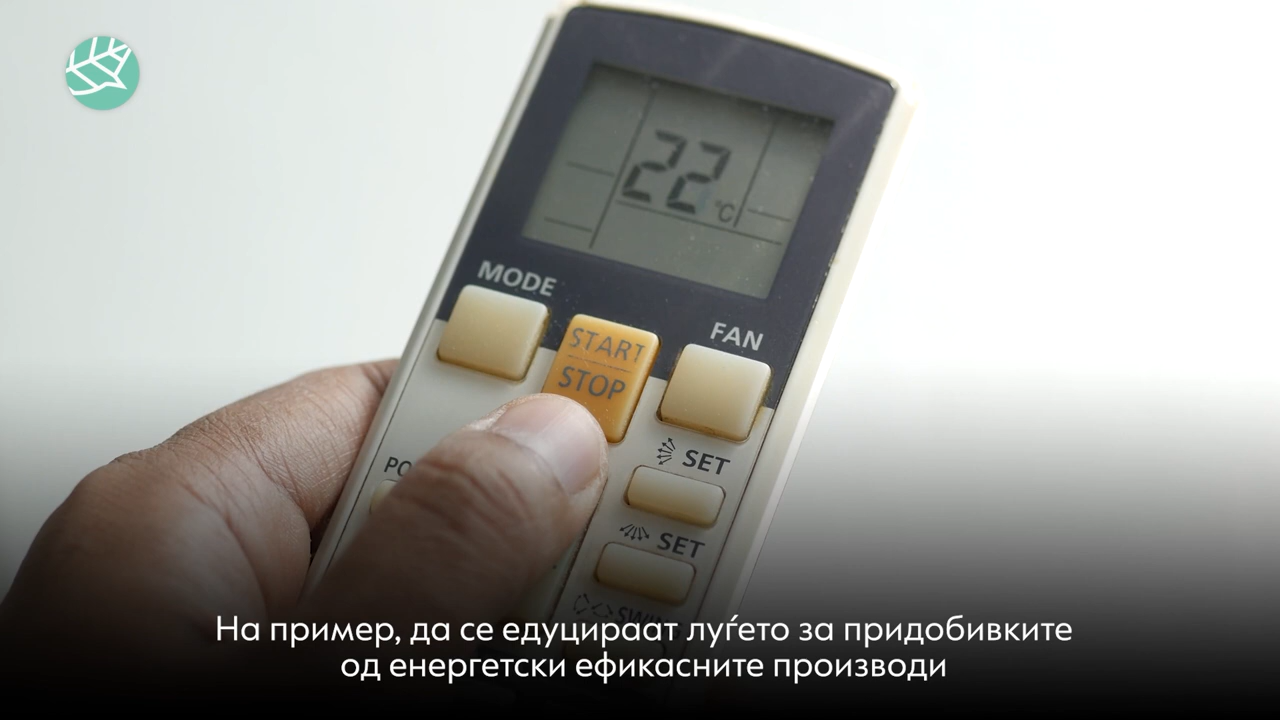 22 °C
MODE
FAN
START
STOP
SET
SET
SWING
На пример, да се едуцираат луѓето за придобивките
од енергетски ефикасните производи